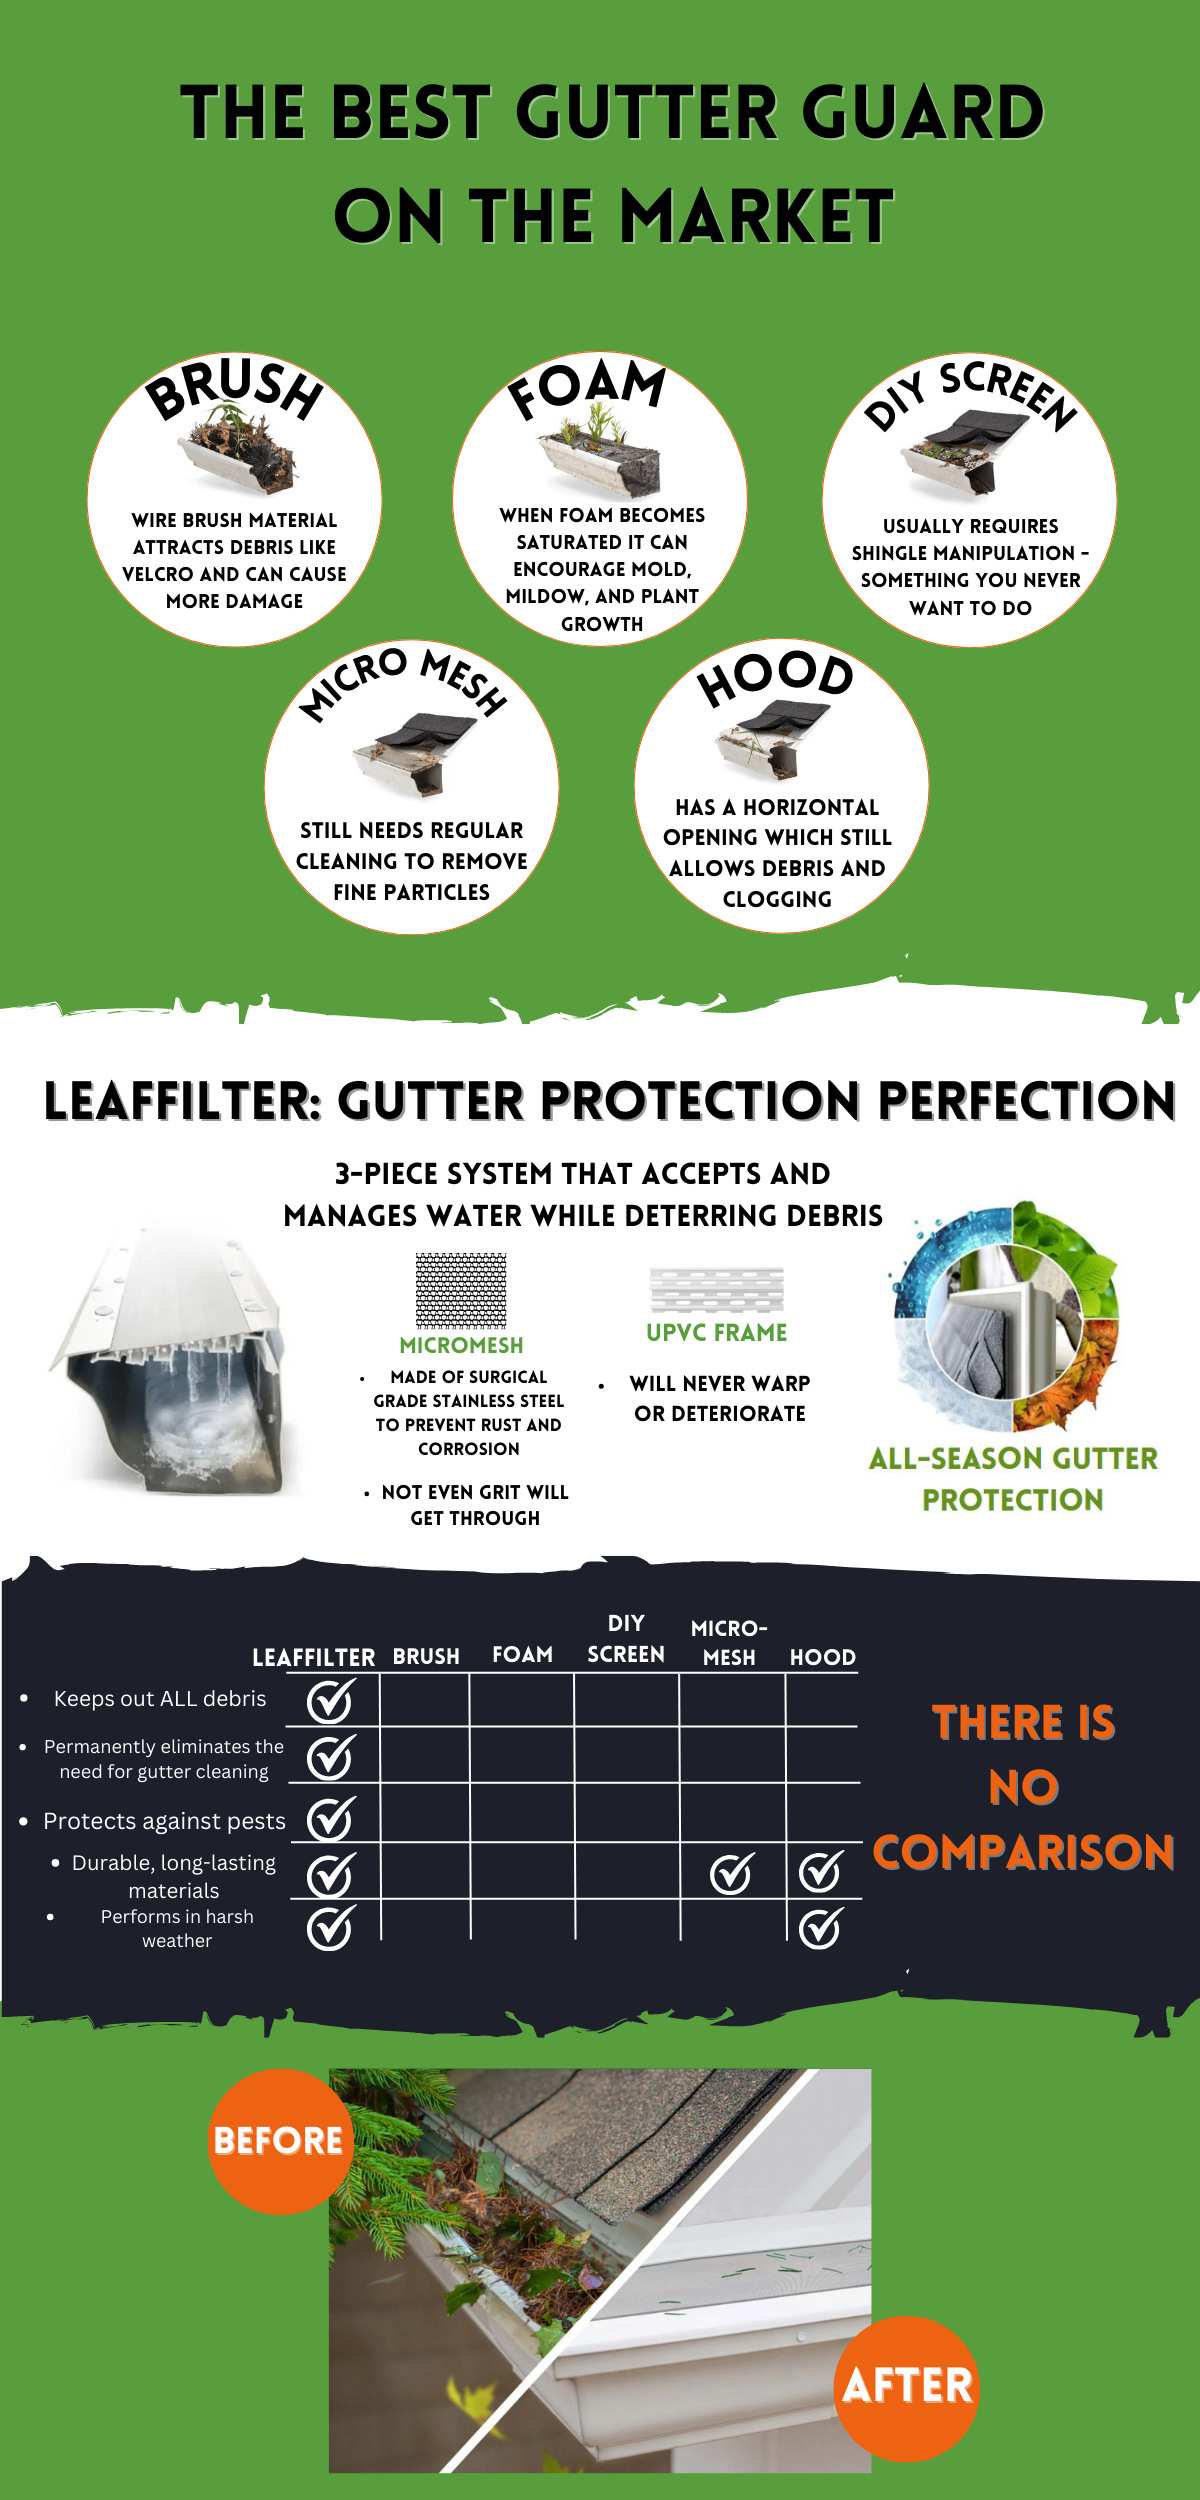 THE BEST GUTTER GUARD
ON THE MARKET
BRUSH
WIRE BRUSH MATERIAL
ATTRACTS DEBRIS LIKE
VELCRO AND CAN CAUSE
MORE DAMAGE
FOAM
WHEN FOAM BECOMES
SATURATED IT CAN
ENCOURAGE MOLD,
MILDOW, AND PLANT
GROWTH
DIY SCREEN
USUALLY REQUIRES
SHINGLE MANIPULATION -
SOMETHING YOU NEVER
WANT TO DO
MICRO MESH
STILL NEEDS REGULAR
CLEANING TO REMOVE
FINE PARTICLES
HOOD
HAS A HORIZONTAL
OPENING WHICH STILL
ALLOWS DEBRIS AND
CLOGGING
LEAFFILTER: GUTTER PROTECTION PERFECTION
3-PIECE SYSTEM THAT ACCEPTS AND
MANAGES WATER WHILE DETERRING DEBRIS
MICROMESH
• MADE OF SURGICAL
GRADE STAINLESS STEEL
TO PREVENT RUST AND
CORROSION
• NOT EVEN GRIT WILL
GET THROUGH
UPVC FRAME
• WILL NEVER WARP
OR DETERIORATE
ALL-SEASON GUTTER
PROTECTION
LEAFFILTER
BRUSH
FOAM
DIY
SCREEN
MICRO-
MESH
HOOD
• Keeps out ALL debris
• Permanently eliminates the
need for gutter cleaning
• Protects against pests
• Durable, long-lasting
materials
• Performs in harsh
weather
THERE IS
NO
COMPARISON
BEFORE
AFTER